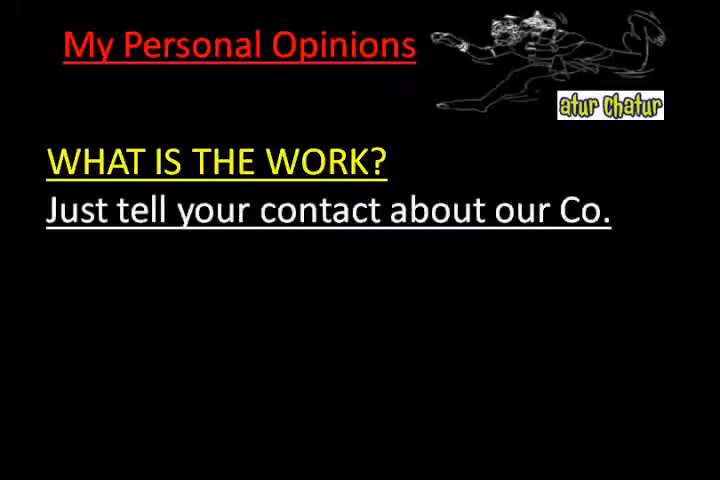 My Personal Opinions
atur chatur
WHAT IS THE WORK?
Just tell your contact about our Co.